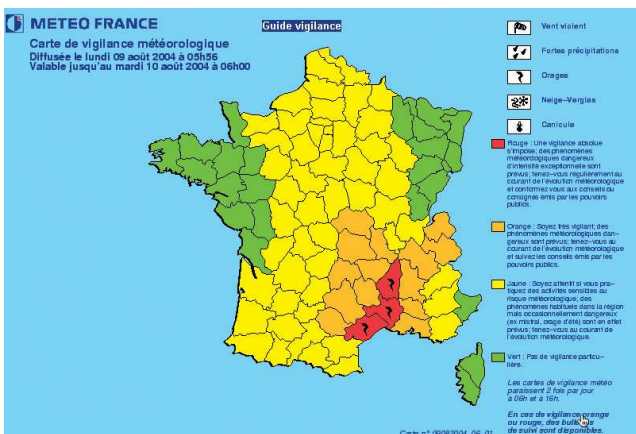 METEO FRANCE
Guide vigilance
Carte de vigilance météorologique
Diffusée le lundi 09 août 2004 à 05h56
Valable jusqu'au mardi 10 août 2004 à 06h00
Vent violent
Fortes précipitations
Orages
Neige-Verglas
Canicule
Rouge : Une vigilance absolue
s'impose; des phénomènes
météorologiques dangereux
d'intensité exceptionnelle sont
prévus; tenez-vous régulièrement au
courant de l'évolution météorologique
et conformez vous aux conseils ou
consignes émis par les pouvoirs
publics.
Orange : Soyez très vigilant; des
phénomènes météorologiques dan-
gereux sont prévus; tenez-vous au
courant de l'évolution météorologique
et suivez les conseils émis par les
pouvoirs publics.
Jaune : Soyez attentif si vous pra-
tiquez des activités sensibles au
risque météorologique; des
phénomènes habituels dans la région
mais occasionnellement dangereux
(ex mistral, orage d'été) sont en effet
prévus; tenez-vous au courant de
l'évolution météorologique.
Vert : Pas de vigilance particu-
lière.
Les cartes de vigilance météo
paraissent 2 fois par jour
à 06h et à 16h.
En cas de vigilance orange
ou rouge, des bulletins
de suivi sont disponibles.
Carte n° 09082004_06_01